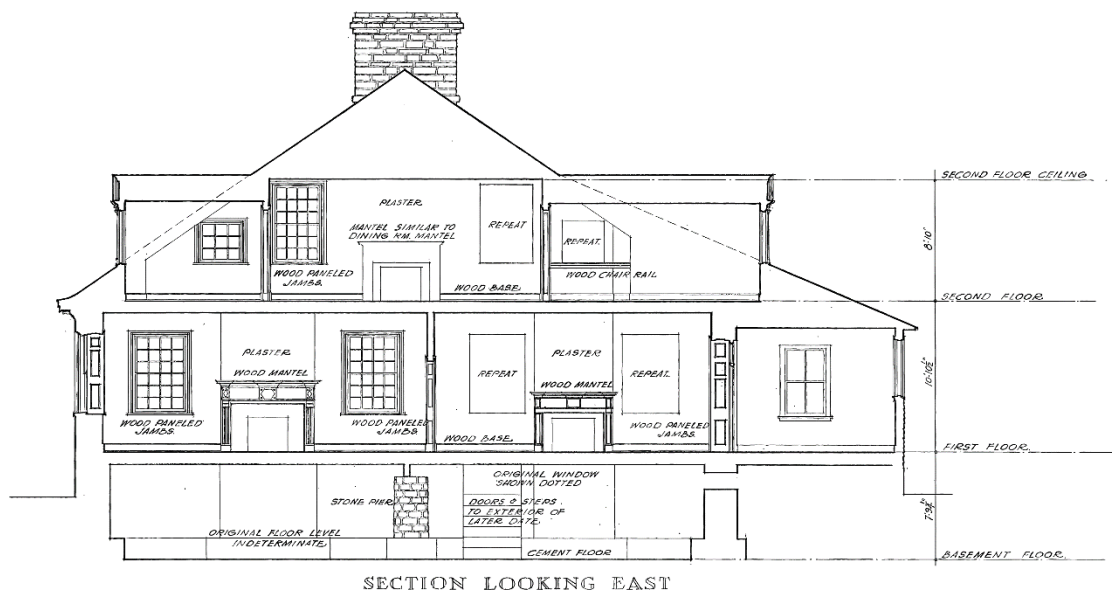 SECOND FLOOR CEILING
PLASTER
REPEAT
MANTEL SIMILAR TO
DINING RM. MANTEL
REPEAT.
8'-10"
WOOD PANELED
JAMBS.
WOOD CHAIR RAIL
WOOD BASE.
SECOND FLOOR
PLASTER
WOOD MANTEL
REPEAT
PLASTER
WOOD MANTEL
REPEAT.
10'-10½"
WOOD PANELED
JAMBS.
WOOD PANELED
JAMBS.
WOOD BASE.
WOOD PANELED
JAMBS.
FIRST FLOOR
ORIGINAL WINDOW
SHOWN DOTTED
STONE PIER
DOORS & STEPS
TO EXTERIOR OF
LATER DATE.
ORIGINAL FLOOR LEVEL
INDETERMINATE.
CEMENT FLOOR
BASEMENT FLOOR.
SECTION LOOKING EAST